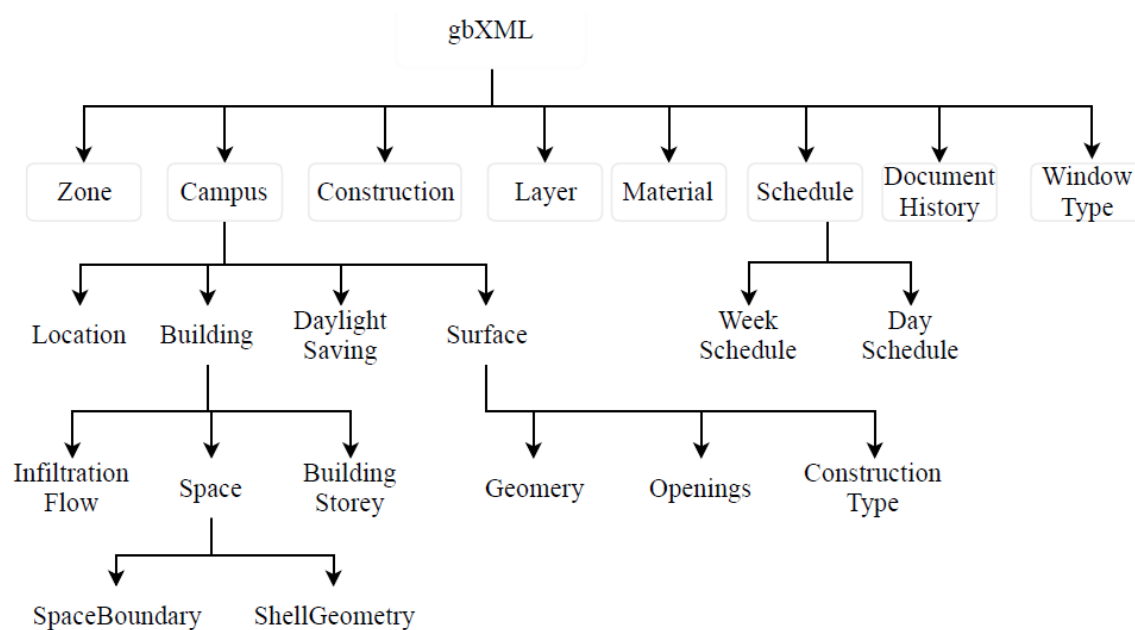 gbXML
Zone
Campus
Construction
Layer
Material
Schedule
Document
History
Window
Type
Location
Building
Daylight
Saving
Surface
Week
Schedule
Day
Schedule
Infiltration
Flow
Space
Building
Storey
Geomery
Openings
Construction
Type
SpaceBoundary
ShellGeometry